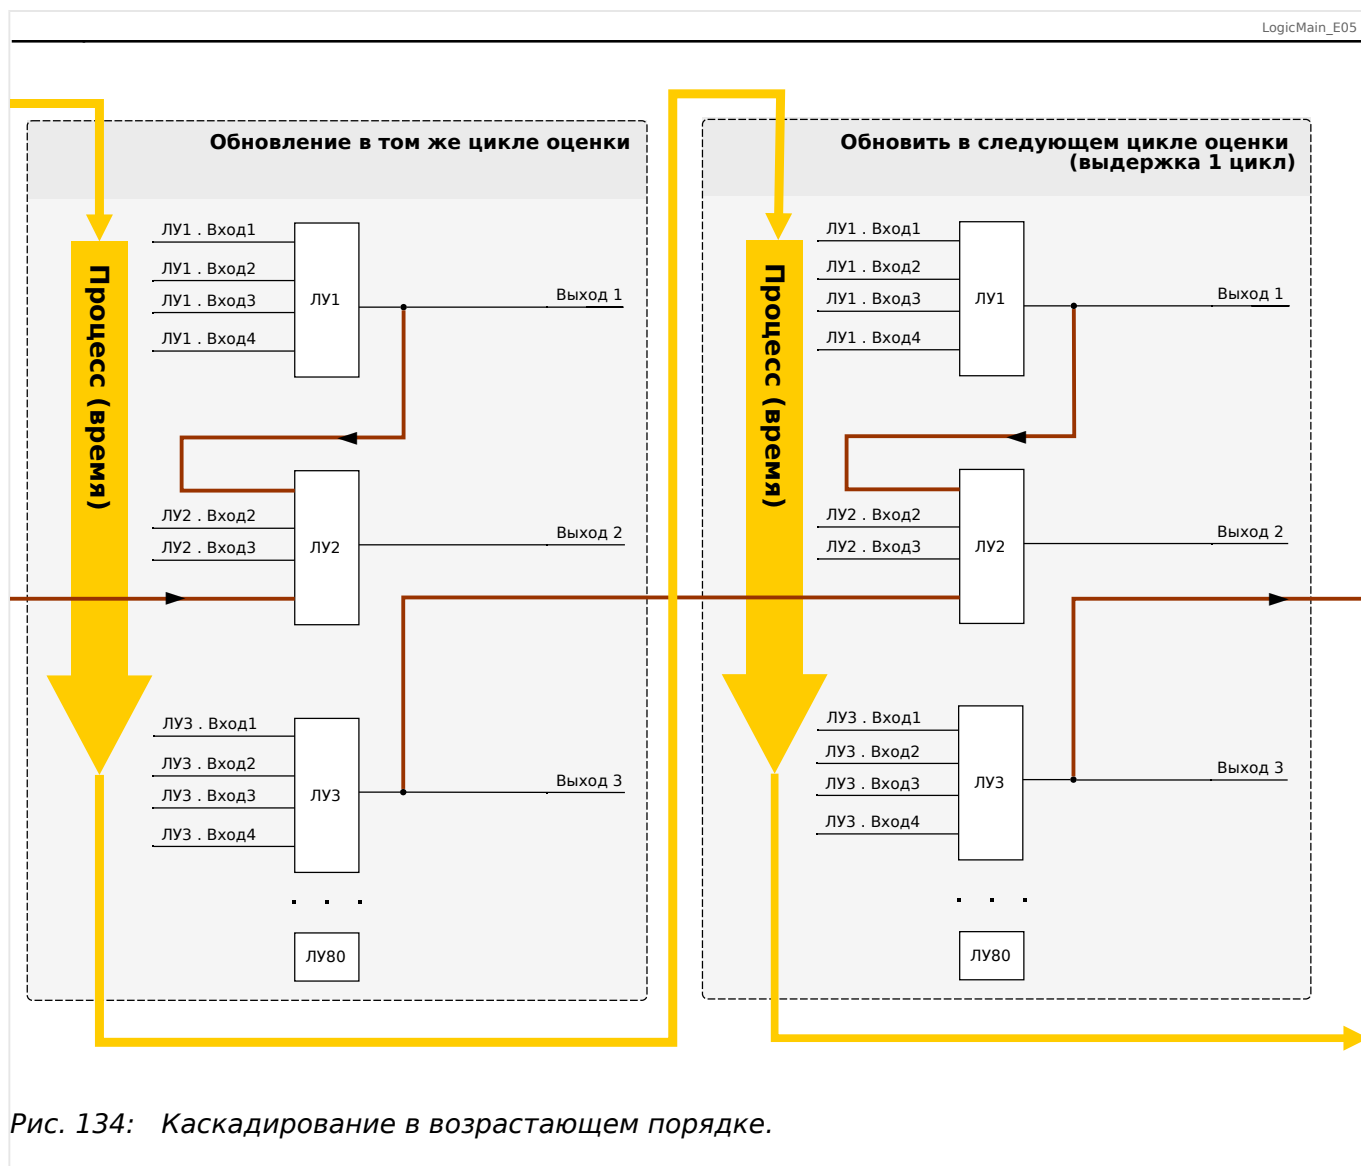 LogicMain_E05
Обновление в том же цикле оценки
Процесс (время)
ЛУ1 . Вход1
ЛУ1 . Вход2
ЛУ1 . Вход3
ЛУ1 . Вход4
ЛУ1
Выход 1
ЛУ2 . Вход2
ЛУ2 . Вход3
ЛУ2
Выход 2
ЛУ3 . Вход1
ЛУ3 . Вход2
ЛУ3 . Вход3
ЛУ3 . Вход4
ЛУ3
Выход 3
. . .
ЛУ80
Обновить в следующем цикле оценки
(выдержка 1 цикл)
Процесс (время)
ЛУ1 . Вход1
ЛУ1 . Вход2
ЛУ1 . Вход3
ЛУ1 . Вход4
ЛУ1
Выход 1
ЛУ2 . Вход2
ЛУ2 . Вход3
ЛУ2
Выход 2
ЛУ3 . Вход1
ЛУ3 . Вход2
ЛУ3 . Вход3
ЛУ3 . Вход4
ЛУ3
Выход 3
. . .
ЛУ80
Рис. 134: Каскадирование в возрастающем порядке.